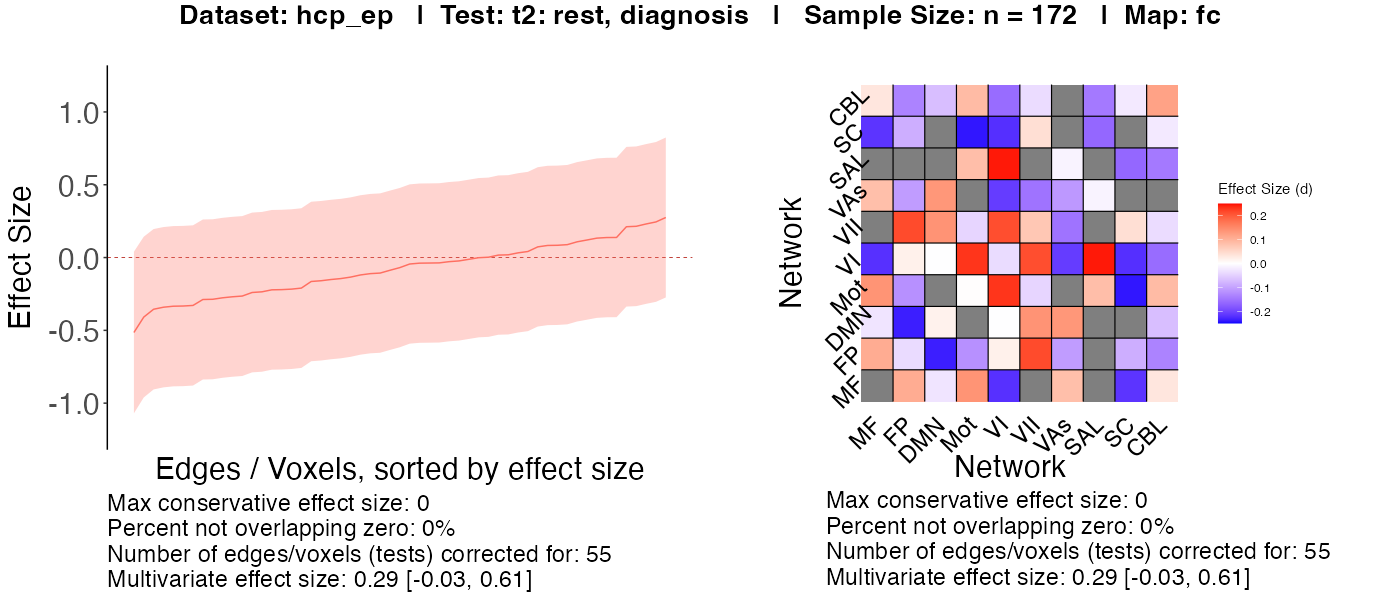 Dataset: hcp_ep | Test: t2: rest, diagnosis | Sample Size: n = 172 | Map: fc
Effect Size
1.0
0.5
0.0
-0.5
-1.0
Edges / Voxels, sorted by effect size
Max conservative effect size: 0
Percent not overlapping zero: 0%
Number of edges/voxels (tests) corrected for: 55
Multivariate effect size: 0.29 [-0.03, 0.61]
Network
CBL
SC
SAL
VAs
VII
VI
Mot
DMN
FP
MF
MF
FP
DMN
Mot
VI
VII
VAs
SAL
SC
CBL
Network
Effect Size (d)
0.2
0.1
0.0
-0.1
-0.2
Max conservative effect size: 0
Percent not overlapping zero: 0%
Number of edges/voxels (tests) corrected for: 55
Multivariate effect size: 0.29 [-0.03, 0.61]